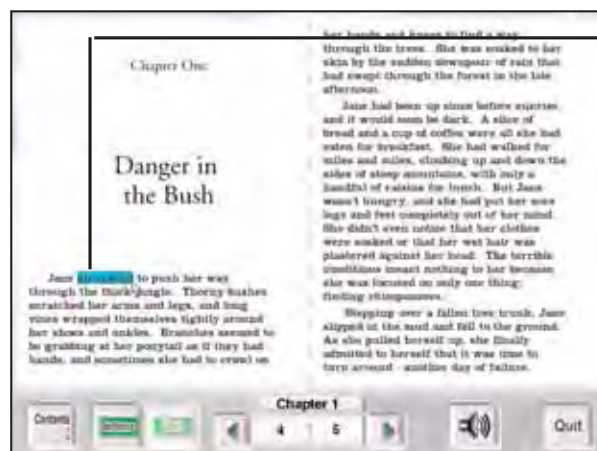 Chapter One
Danger in
the Bush
Jane to push her way
through the thick jungle. Thorny bushes
scratched her arms and legs, and long
vines wrapped themselves tightly around
her shoes and ankles. Branches seemed to
be grabbing at her ponytail as if they had
hands, and sometimes she had to crawl on
her hands and knees to find a way
through the trees. She was soaked to her
skin by the sudden downpour of rain that
had swept through the forest in the late
afternoon.
Jane had been up since before sunrise,
and it would soon be dark. A slice of
bread and a cup of coffee were all she had
eaten for breakfast. She had walked for
miles and miles, climbing up and down the
sides of steep mountains, with only a
handful of raisins for lunch. But Jane
wasn't hungry, and she had put her sore
legs and feet completely out of her mind.
She didn't even notice that her clothes
were soaked or that her wet hair was
plastered against her head. The terrible
conditions meant nothing to her because
she was focused on only one thing:
finding chimpanzees.
Stepping over a fallen tree trunk, Jane
slipped in the mud and fell to the ground.
As she pulled herself up, she finally
admitted to herself that it was time to
turn around - another day of failure.
Contents
Chapter 1
4 5
Quit